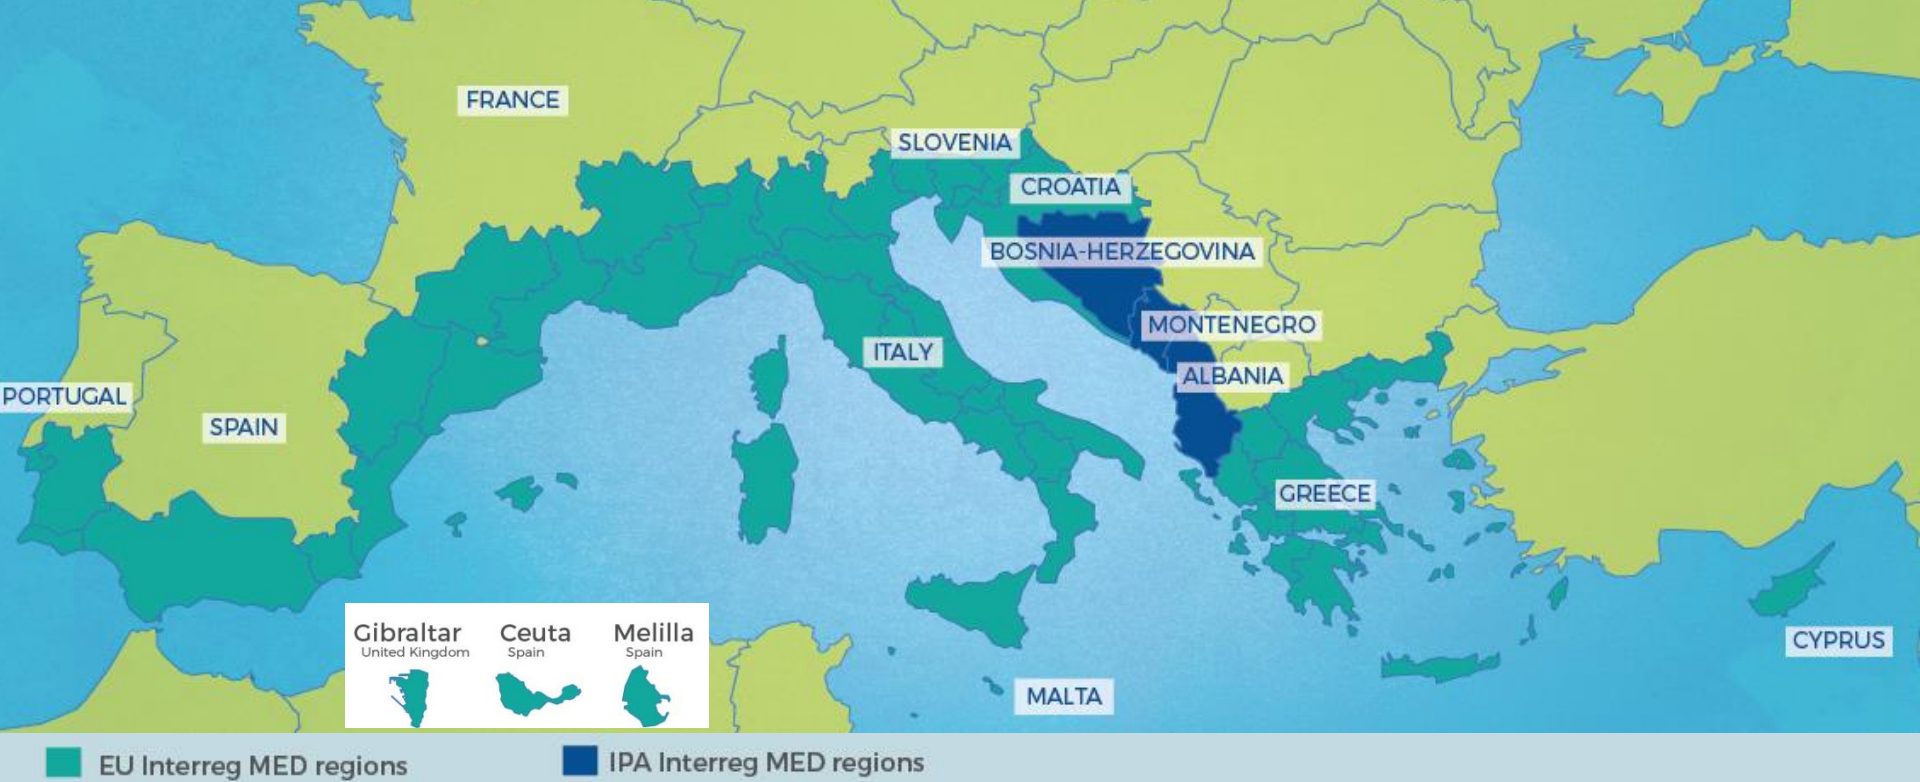 FRANCE
SLOVENIA
CROATIA
BOSNIA-HERZEGOVINA
MONTENEGRO
ITALY
ALBANIA
PORTUGAL
SPAIN
GREECE
CYPRUS
MALTA
Gibraltar
United Kingdom
Ceuta
Spain
Melilla
Spain
EU Interreg MED regions
IPA Interreg MED regions